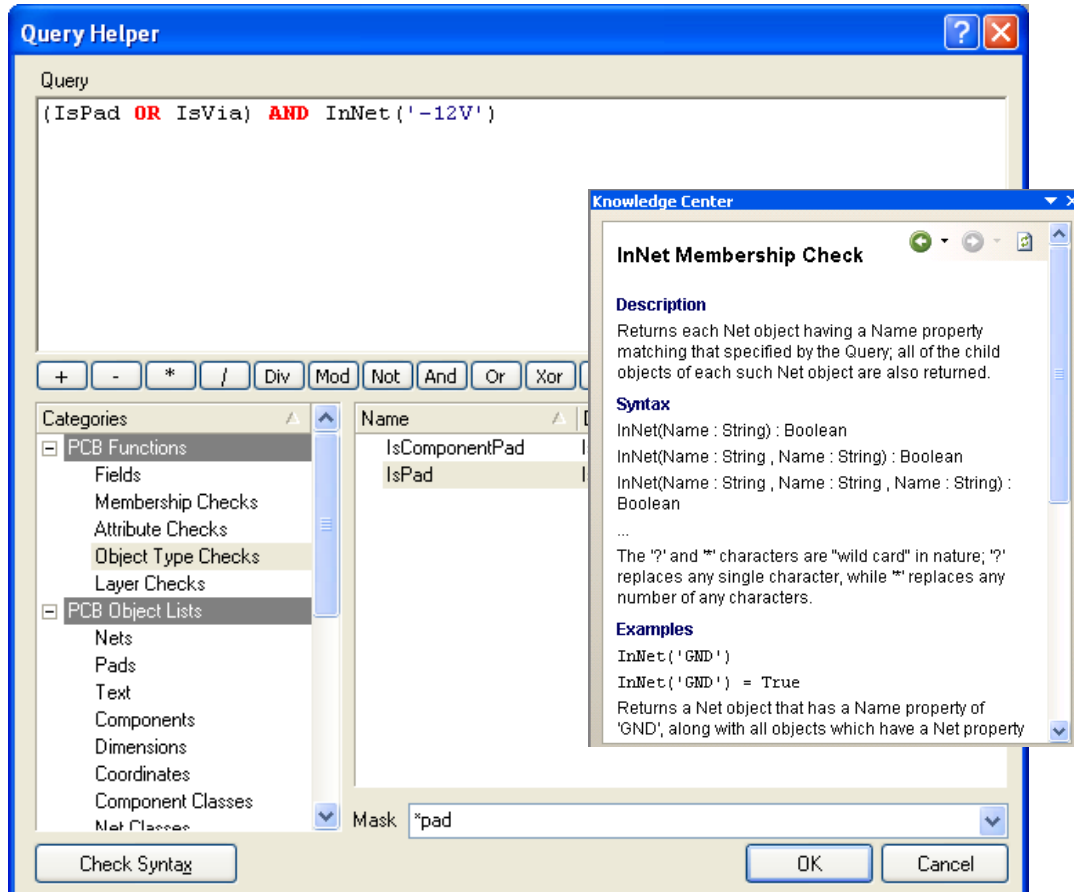 Query Helper
Query
(IsPad OR IsVia) AND InNet('-12V')
Knowledge Center
InNet Membership Check
Description
Returns each Net object having a Name property
matching that specified by the Query; all of the child
objects of each such Net object are also returned.
Syntax
InNet(Name : String) : Boolean
InNet(Name : String , Name : String) : Boolean
InNet(Name : String , Name : String , Name : String) :
Boolean
...
The '?' and '*' characters are "wild card" in nature; '?'
replaces any single character, while '*' replaces any
number of any characters.
Examples
InNet('GND')
InNet('GND') = True
Returns a Net object that has a Name property of
'GND', along with all objects which have a Net property
+ - * / Div Mod Not And Or Xor
Categories
PCB Functions
Fields
Membership Checks
Attribute Checks
Object Type Checks
Layer Checks
PCB Object Lists
Nets
Pads
Text
Components
Dimensions
Coordinates
Component Classes
Net Classes
Name
IsComponentPad
IsPad
Mask *pad
Check Syntax
OK Cancel